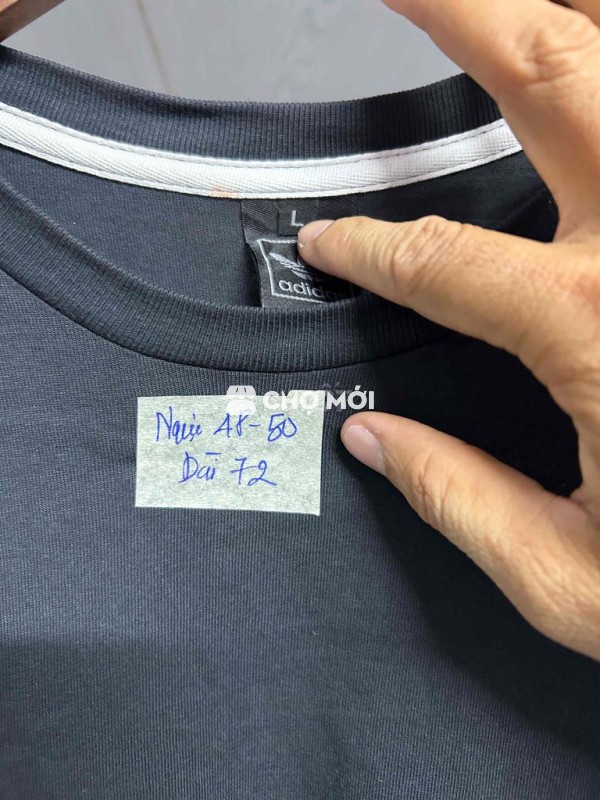 L
adidas
CHỢ MỚI
Ngực 48-50
Dài 72